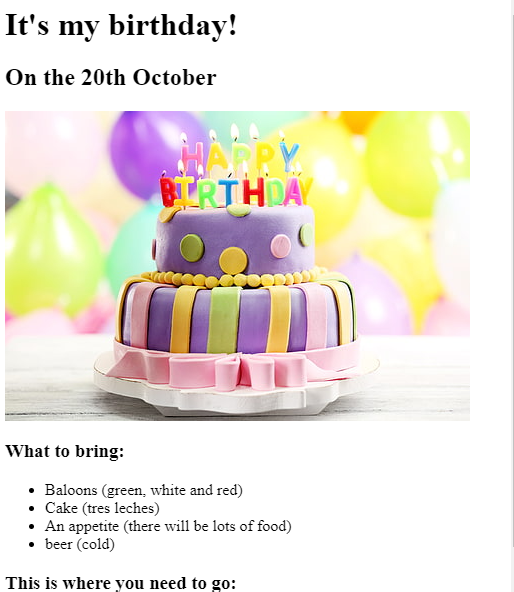 It's my birthday!
On the 20th October
HAPPY
BIRTHDAY
What to bring:
Baloons (green, white and red)
Cake (tres leches)
An appetite (there will be lots of food)
beer (cold)
This is where you need to go: